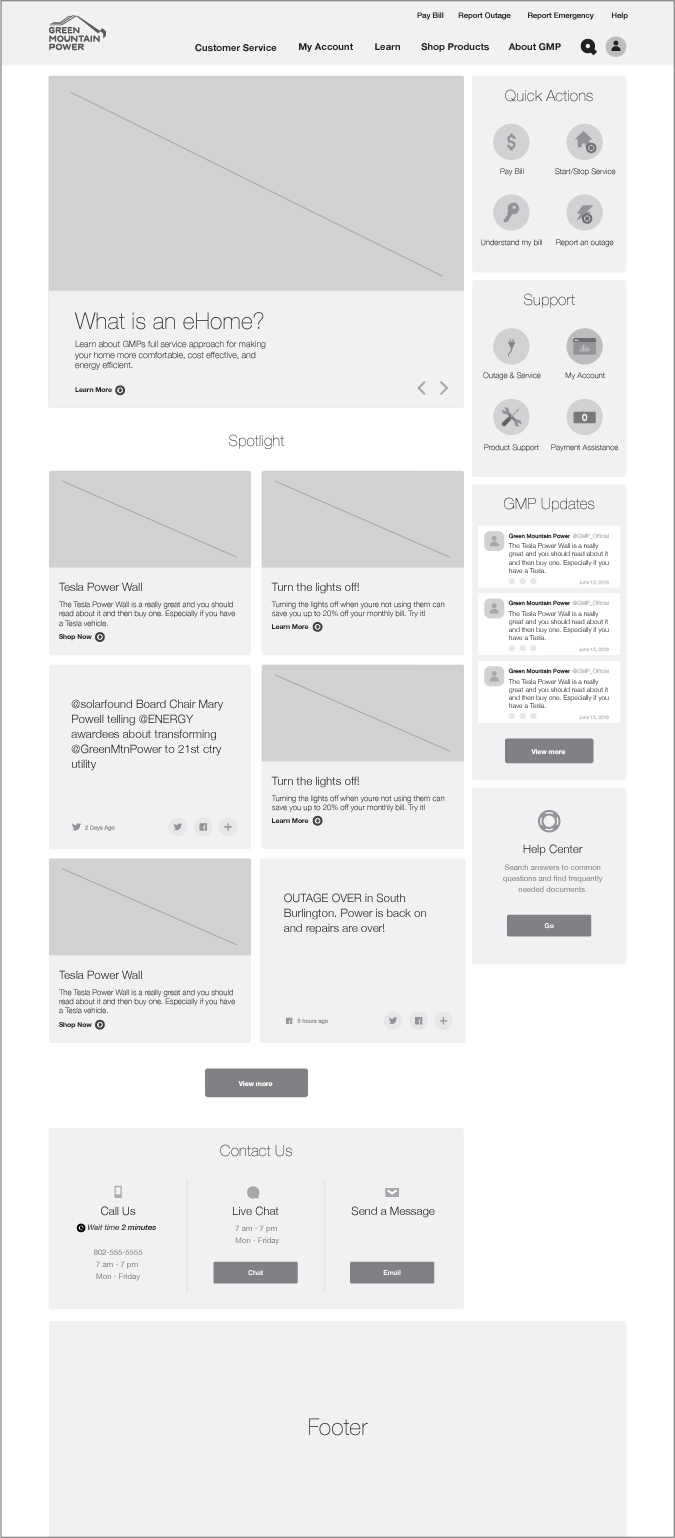 GREEN
MOUNTAIN
POWER
Pay Bill Report Outage Report Emergency Help
Customer Service My Account Learn Shop Products About GMP
What is an eHome?
Learn about GMPs full service approach for making
your home more comfortable, cost effective, and
energy efficient.
Learn More
Spotlight
Tesla Power Wall
The Tesla Power Wall is a really great and you should
read about it and then buy one. Especially if you have
a Tesla vehicle.
Shop Now
Turn the lights off!
Turning the lights off when youre not using them can
save you up to 20% off your monthly bill. Try it!
Learn More
@solarfound Board Chair Mary
Powell telling @ENERGY
awardees about transforming
@GreenMtnPower to 21st ctry
utility
2 Days Ago
Turn the lights off!
Turning the lights off when youre not using them can
save you up to 20% off your monthly bill. Try it!
Learn More
Tesla Power Wall
The Tesla Power Wall is a really great and you should
read about it and then buy one. Especially if you have
a Tesla vehicle.
Shop Now
OUTAGE OVER in South
Burlington. Power is back on
and repairs are over!
5 hours ago
View more
Quick Actions
Pay Bill Start/Stop Service
Understand my bill Report an outage
Support
Outage & Service My Account
Product Support Payment Assistance
GMP Updates
Green Mountain Power @GMP_Official
The Tesla Power Wall is a really
great and you should read about it
and then buy one. Especially if you
have a Tesla.
June 15, 2016
Green Mountain Power @GMP_Official
The Tesla Power Wall is a really
great and you should read about it
and then buy one. Especially if you
have a Tesla.
June 15, 2016
Green Mountain Power @GMP_Official
The Tesla Power Wall is a really
great and you should read about it
and then buy one. Especially if you
have a Tesla.
June 15, 2016
View more
Help Center
Search answers to common
questions and find frequently
needed documents.
Go
Contact Us
Call Us
Wait time 2 minutes
802-555-5555
7 am - 7 pm
Mon - Friday
Live Chat
7 am - 7 pm
Mon - Friday
Chat
Send a Message
Email
Footer